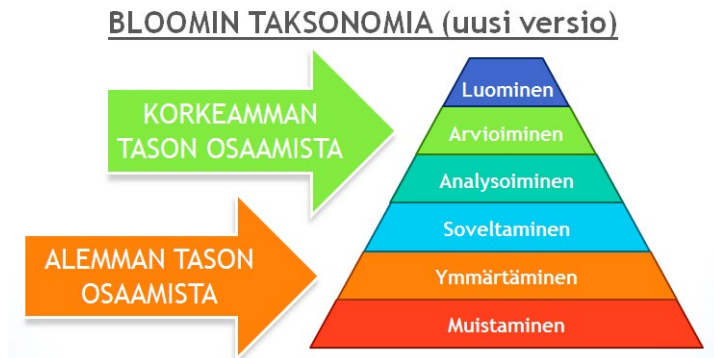 BLOOMIN TAKSONOMIA (uusi versio)
KORKEAMMAN
TASON OSAAMISTA
ALEMMAN TASON
OSAAMISTA
Luominen
Arvioiminen
Analysoiminen
Soveltaminen
Ymmärtäminen
Muistaminen